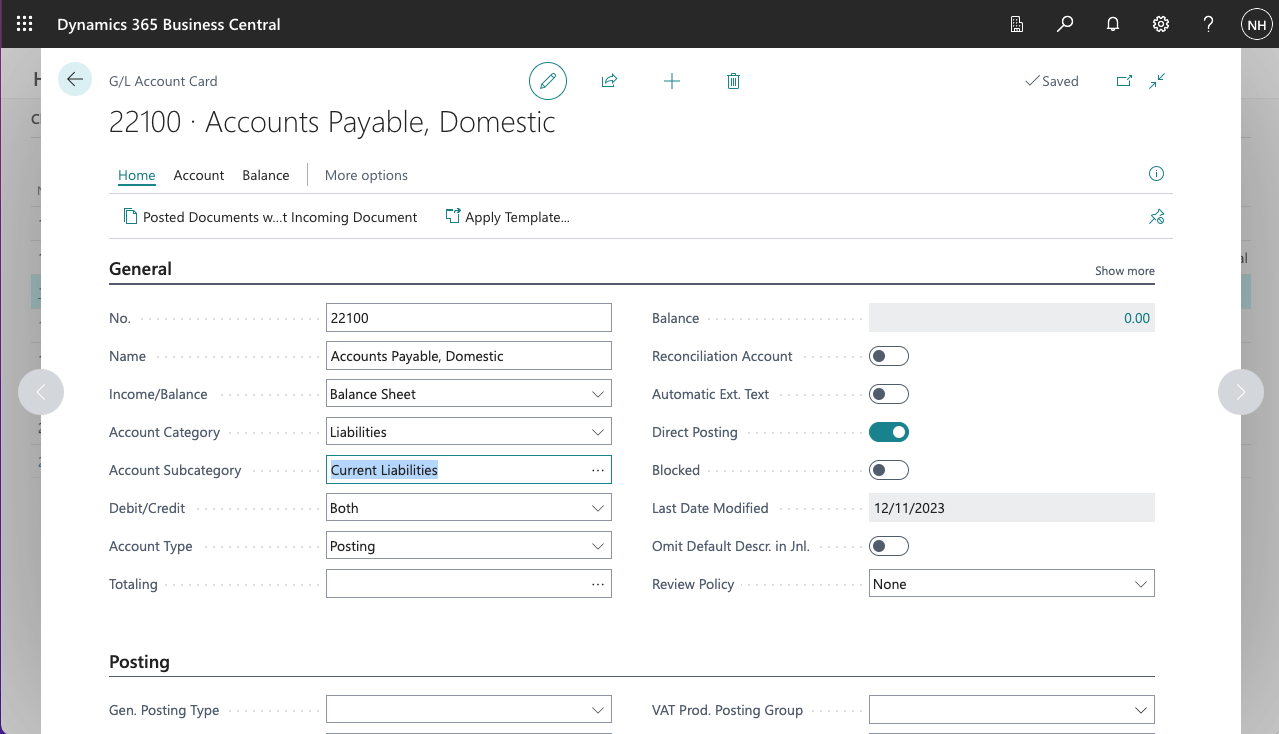 Dynamics 365 Business Central
NH
G/L Account Card
Saved
22100 · Accounts Payable, Domestic
Home Account Balance More options
Posted Documents w...t Incoming Document Apply Template...
General Show more
No. 22100 Balance 0.00
Name Accounts Payable, Domestic Reconciliation Account
Income/Balance Balance Sheet Automatic Ext. Text
Account Category Liabilities Direct Posting
Account Subcategory Current Liabilities Blocked
Debit/Credit Both Last Date Modified 12/11/2023
Account Type Posting Omit Default Descr. in Jnl.
Totaling Review Policy None
Posting
Gen. Posting Type VAT Prod. Posting Group